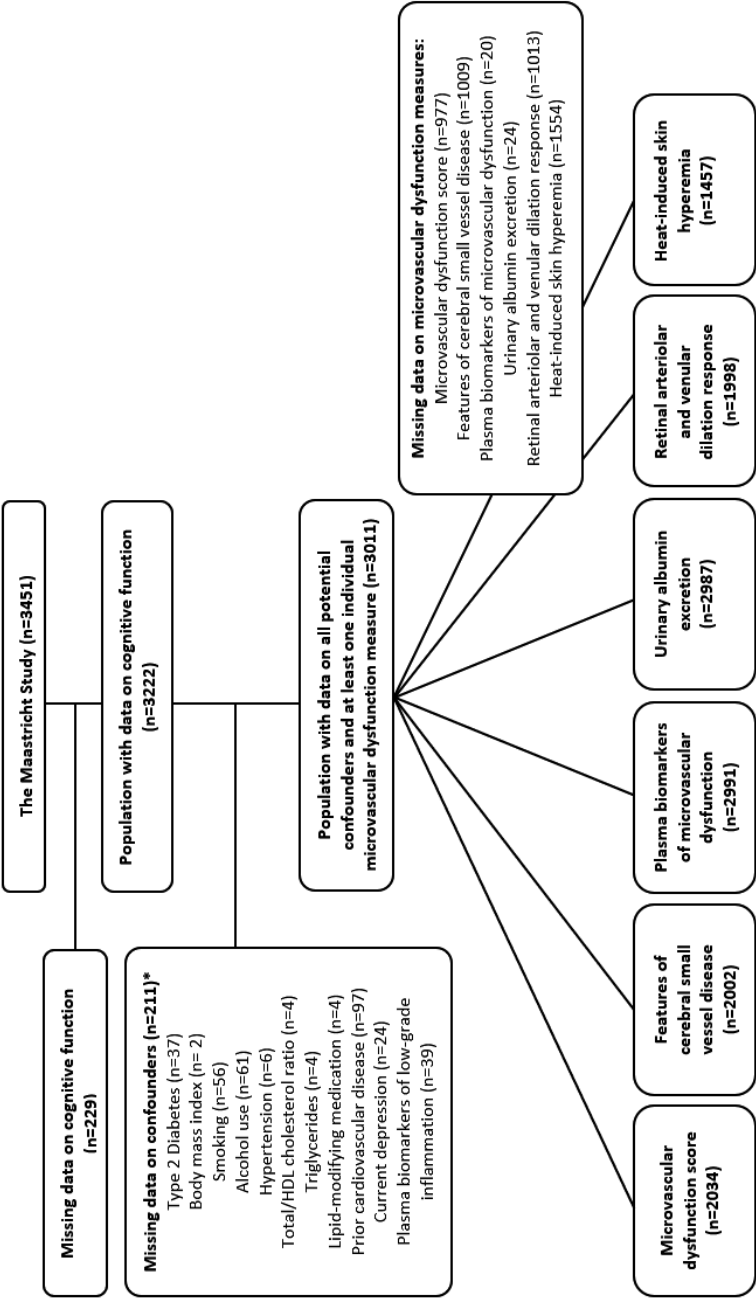 The Maastricht Study (n=3451)
Missing data on cognitive function
(n=229)
Population with data on cognitive function
(n=3222)
Missing data on confounders (n=211)*
Type 2 Diabetes (n=37)
Body mass index (n= 2)
Smoking (n=56)
Alcohol use (n=61)
Hypertension (n=6)
Total/HDL cholesterol ratio (n=4)
Triglycerides (n=4)
Lipid-modifying medication (n=4)
Prior cardiovascular disease (n=97)
Current depression (n=24)
Plasma biomarkers of low-grade
inflammation (n=39)
Population with data on all potential
confounders and at least one individual
microvascular dysfunction measure (n=3011)
Missing data on microvascular dysfunction measures:
Microvascular dysfunction score (n=977)
Features of cerebral small vessel disease (n=1009)
Plasma biomarkers of microvascular dysfunction (n=20)
Urinary albumin excretion (n=24)
Retinal arteriolar and venular dilation response (n=1013)
Heat-induced skin hyperemia (n=1554)
Microvascular
dysfunction score
(n=2034)
Features of
cerebral small
vessel disease
(n=2002)
Plasma biomarkers
of microvascular
dysfunction
(n=2991)
Urinary albumin
excretion
(n=2987)
Retinal arteriolar
and venular
dilation response
(n=1998)
Heat-induced skin
hyperemia
(n=1457)